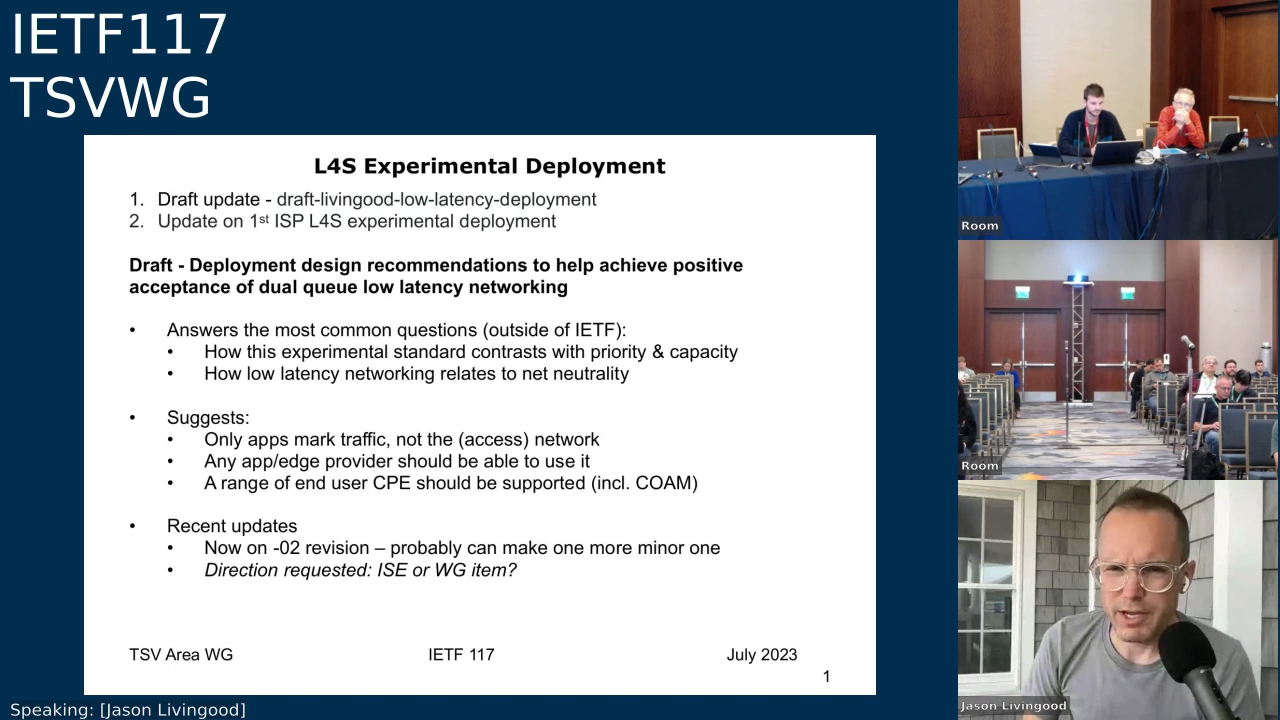 IETF117
TSVWG
L4S Experimental Deployment
1. Draft update - draft-livingood-low-latency-deployment
2. Update on 1st ISP L4S experimental deployment
Draft - Deployment design recommendations to help achieve positive
acceptance of dual queue low latency networking
• Answers the most common questions (outside of IETF):
• How this experimental standard contrasts with priority & capacity
• How low latency networking relates to net neutrality
• Suggests:
• Only apps mark traffic, not the (access) network
• Any app/edge provider should be able to use it
• A range of end user CPE should be supported (incl. COAM)
• Recent updates
• Now on -02 revision – probably can make one more minor one
• Direction requested: ISE or WG item?
TSV Area WG IETF 117 July 2023
1
Room
Room
Jason Livingood
Speaking: [Jason Livingood]